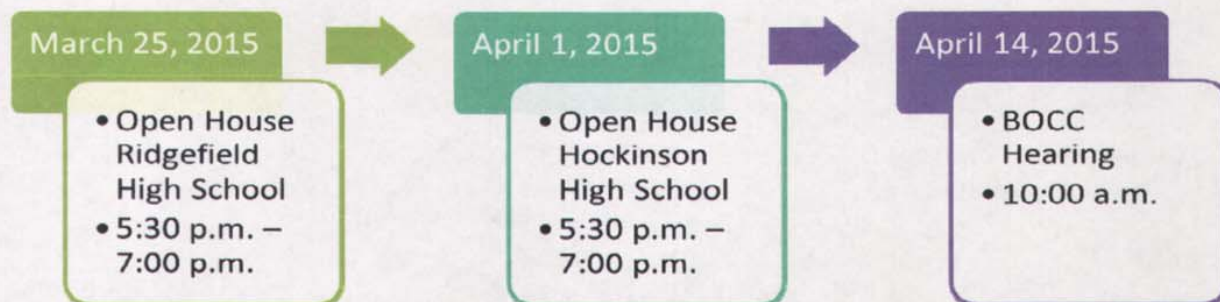 March 25, 2015
• Open House
Ridgefield
High School
• 5:30 p.m. –
7:00 p.m.
April 1, 2015
• Open House
Hockinson
High School
• 5:30 p.m. –
7:00 p.m.
April 14, 2015
• BOCC
Hearing
• 10:00 a.m.